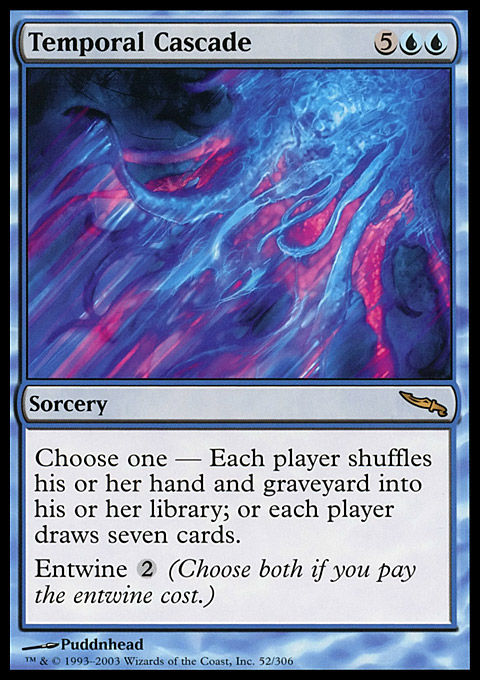 Temporal Cascade 5
Sorcery
Choose one — Each player shuffles
his or her hand and graveyard into
his or her library; or each player
draws seven cards.
Entwine 2 (Choose both if you pay
the entwine cost.)
Puddnhead
™ & © 1993–2003 Wizards of the Coast, Inc. 52/306